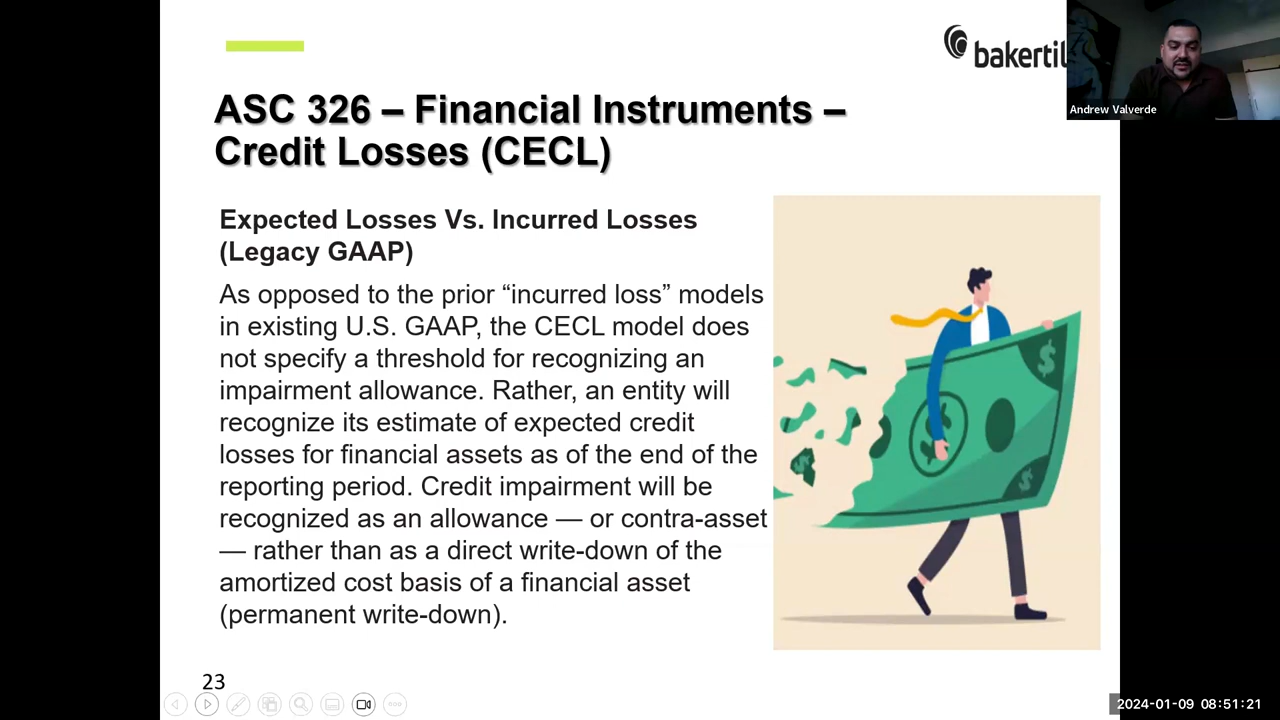 bakertil
Andrew Valverde
ASC 326 – Financial Instruments –
Credit Losses (CECL)
Expected Losses Vs. Incurred Losses
(Legacy GAAP)
As opposed to the prior “incurred loss” models
in existing U.S. GAAP, the CECL model does
not specify a threshold for recognizing an
impairment allowance. Rather, an entity will
recognize its estimate of expected credit
losses for financial assets as of the end of the
reporting period. Credit impairment will be
recognized as an allowance — or contra-asset
— rather than as a direct write-down of the
amortized cost basis of a financial asset
(permanent write-down).
$
$
$
23
2024-01-09 08:51:21